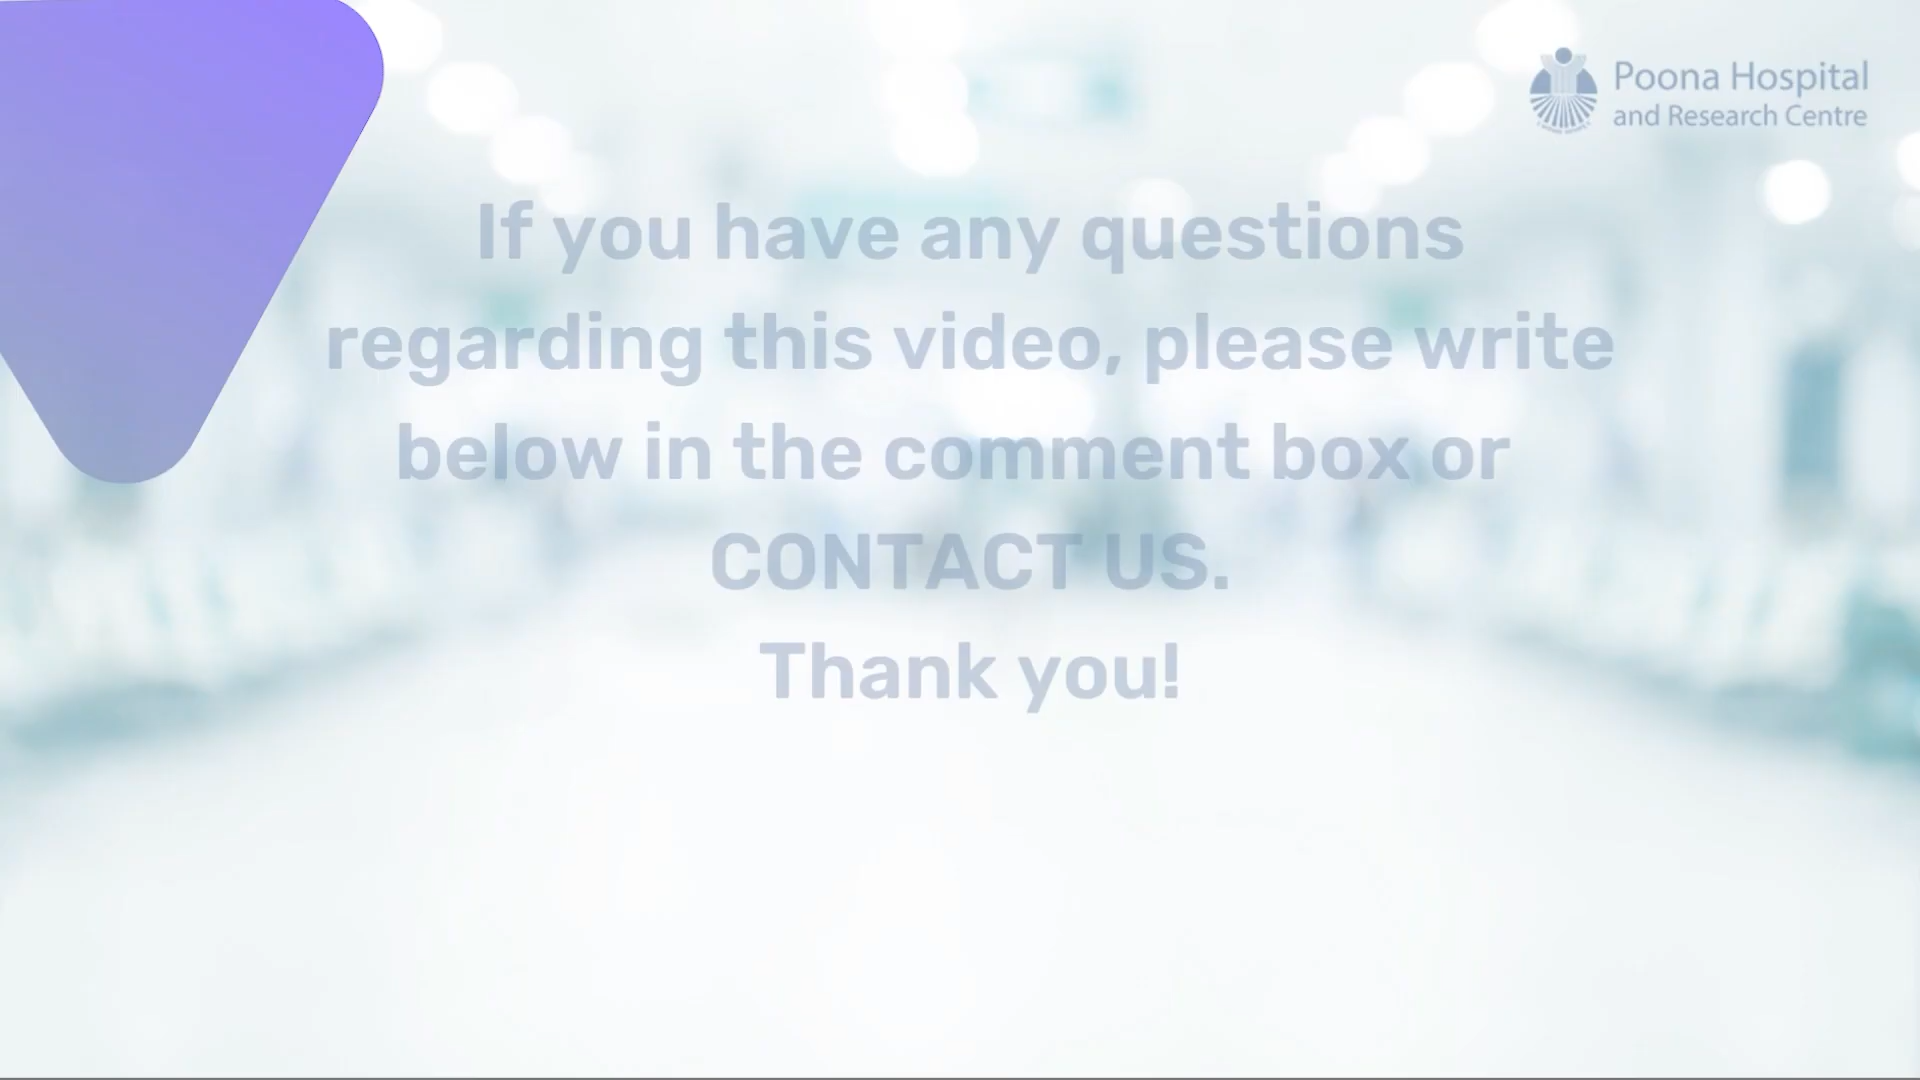 Poona Hospital
and Research Centre
If you have any questions
regarding this video, please write
below in the comment box or
CONTACT US.
Thank you!